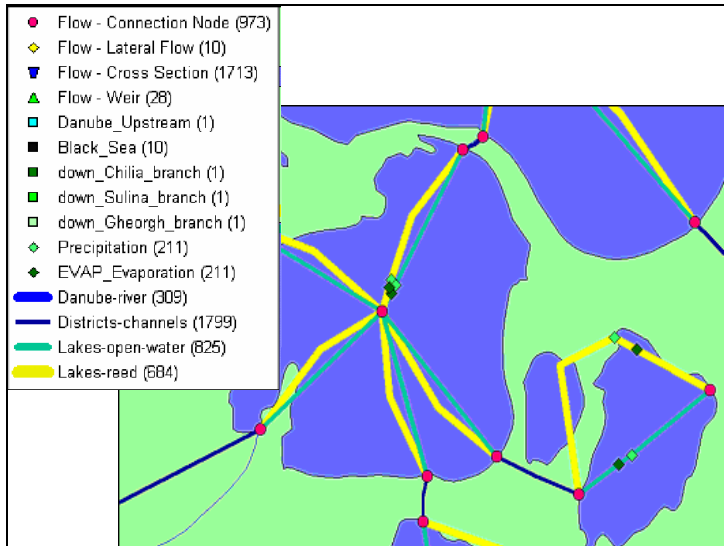 Flow - Connection Node (973)
Flow - Lateral Flow (10)
Flow - Cross Section (1713)
Flow - Weir (28)
Danube_Upstream (1)
Black_Sea (10)
down_Chilia_branch (1)
down_Sulina_branch (1)
down_Gheorgh_branch (1)
Precipitation (211)
EVAP_Evaporation (211)
Danube-river (309)
Districts-channels (1799)
Lakes-open-water (825)
Lakes-reed (684)